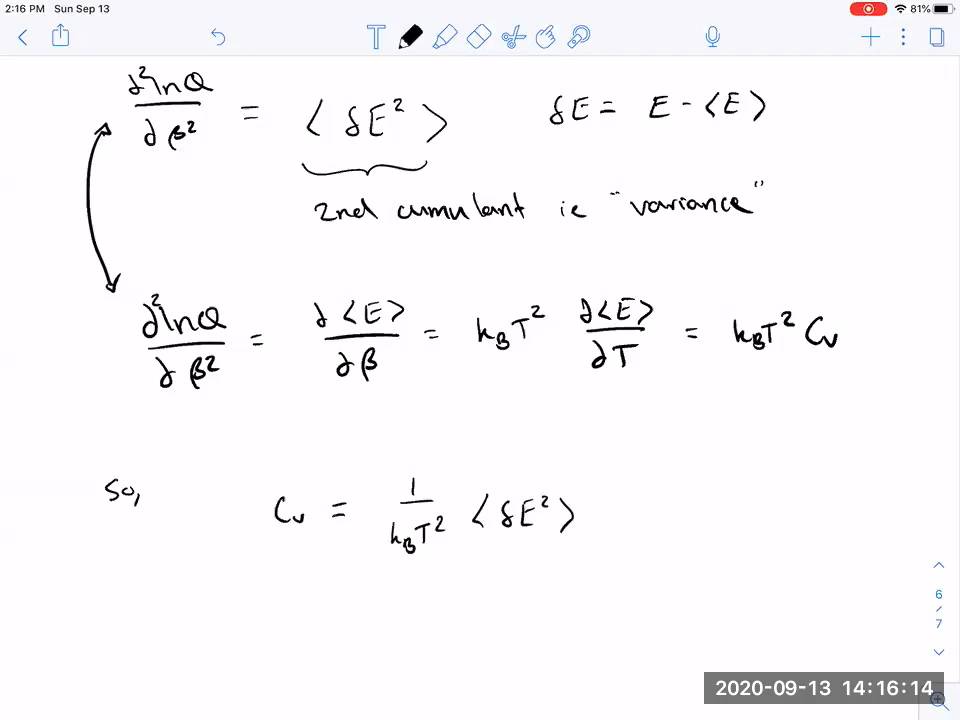 2:16 PM Sun Sep 13 81%
∂²lnQ/∂β² = ⟨δE²⟩ δE = E - ⟨E⟩
2nd cumulant ie "variance"
∂²lnQ/∂β² = ∂⟨E⟩/∂β = k_BT² ∂⟨E⟩/∂T = k_BT² C_v
So, C_v = 1/k_BT² ⟨δE²⟩
6
/
7
2020-09-13 14:16:14